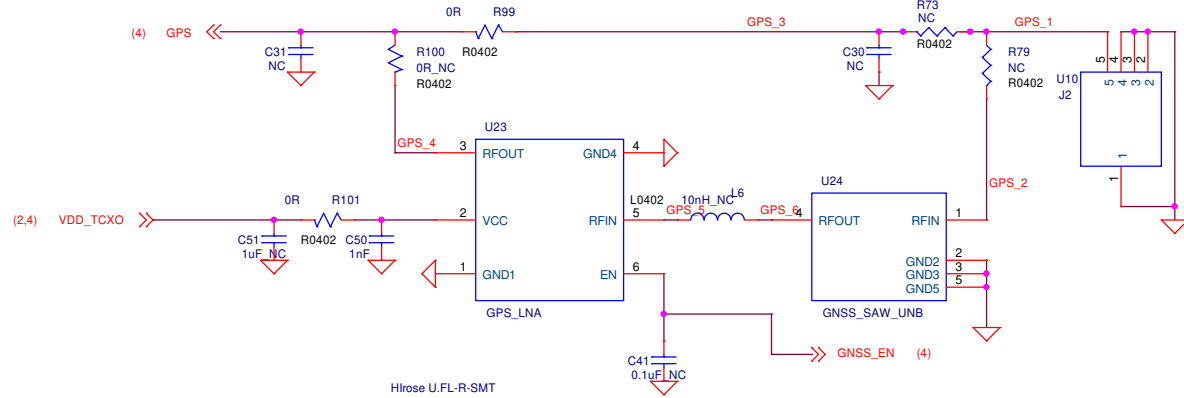 R73
NC
0R R99
GPS_3
GPS_1
(4) GPS
C31
NC
R100
0R_NC
R0402
R0402
C30
NC
R0402
R79
NC
R0402
5
4
3
2
U10
J2
5
4
3
2
1
1
U23
GPS_4
3
RFOUT
GND4
4
U24
GPS_2
L0402
10nH_NC
L6
(2,4) VDD_TCXO
0R R101
2
VCC
RFIN
5
GPS_5
GPS_6
4
RFOUT
RFIN
1
C51
1uF_NC
R0402
C50
1nF
1
GND1
EN
6
GND2
2
GND3
3
GND5
5
GPS_LNA
GNSS_SAW_UNB
GNSS_EN (4)
C41
0.1uF_NC
HIrose U.FL-R-SMT